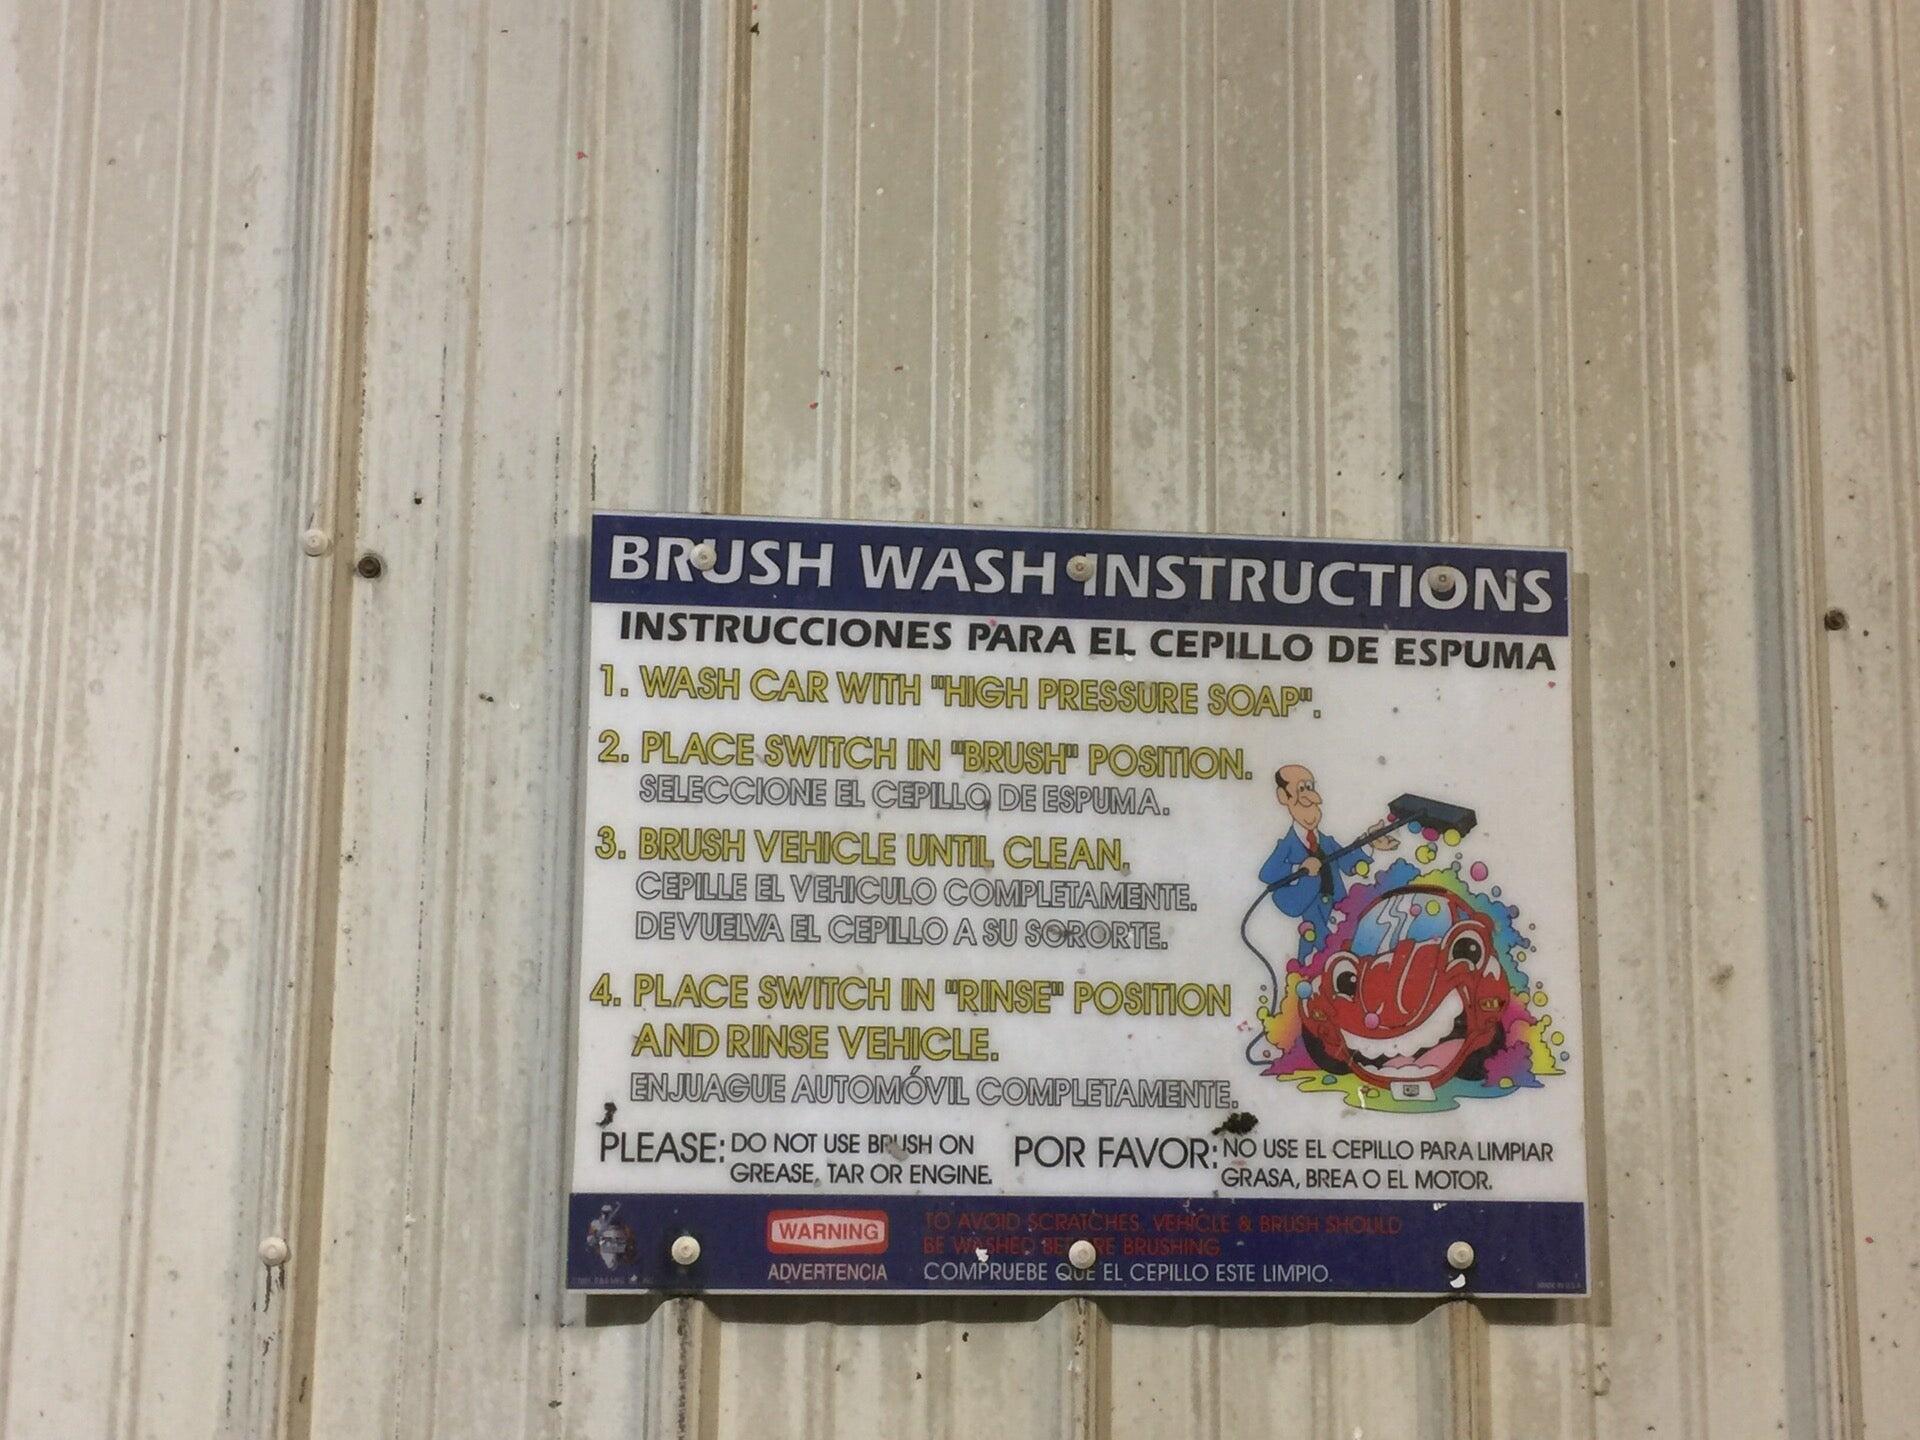 BRUSH WASH INSTRUCTIONS
INSTRUCCIONES PARA EL CEPILLO DE ESPUMA
1. WASH CAR WITH "HIGH PRESSURE SOAP".
2. PLACE SWITCH IN "BRUSH" POSITION.
SELECCIONE EL CEPILLO DE ESPUMA.
3. BRUSH VEHICLE UNTIL CLEAN.
CEPILLE EL VEHICULO COMPLETAMENTE.
DEVUELVA EL CEPILLO A SU SORORTE.
4. PLACE SWITCH IN "RINSE" POSITION
AND RINSE VEHICLE.
ENJUAGUE AUTOMÓVIL COMPLETAMENTE.
PLEASE: DO NOT USE BRUSH ON
GREASE, TAR OR ENGINE.
POR FAVOR: NO USE EL CEPILLO PARA LIMPIAR
GRASA, BREA O EL MOTOR.
WARNING
ADVERTENCIA
TO AVOID SCRATCHES, VEHICLE & BRUSH SHOULD
BE WASHED BEFORE BRUSHING
COMPRUEBE QUE EL CEPILLO ESTE LIMPIO.
MADE IN U.S.A.